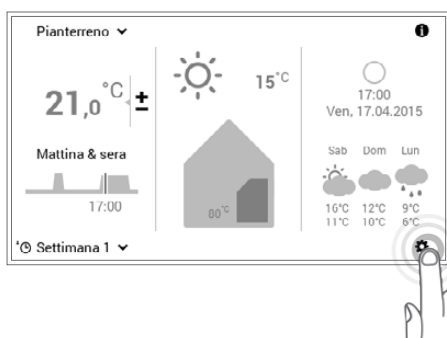 Pianterreno
21,0 °C ±
Mattina & sera
17:00
Settimana 1
15°C
00°C
17:00
Ven, 17.04.2015
Sab Dom Lun
16°C 12°C 9°C
11°C 10°C 6°C